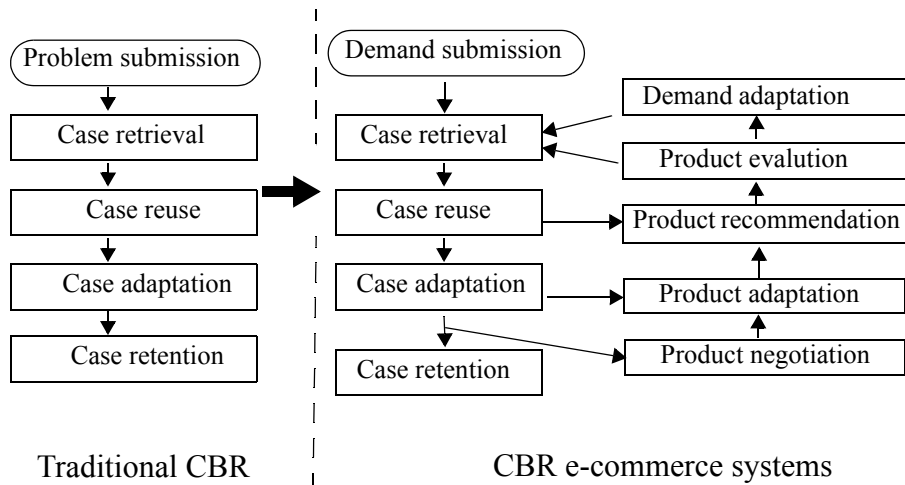 Problem submission
Case retrieval
Case reuse
Case adaptation
Case retention
Traditional CBR
Demand submission
Case retrieval
Case reuse
Case adaptation
Case retention
Demand adaptation
Product evalution
Product recommendation
Product adaptation
Product negotiation
CBR e-commerce systems